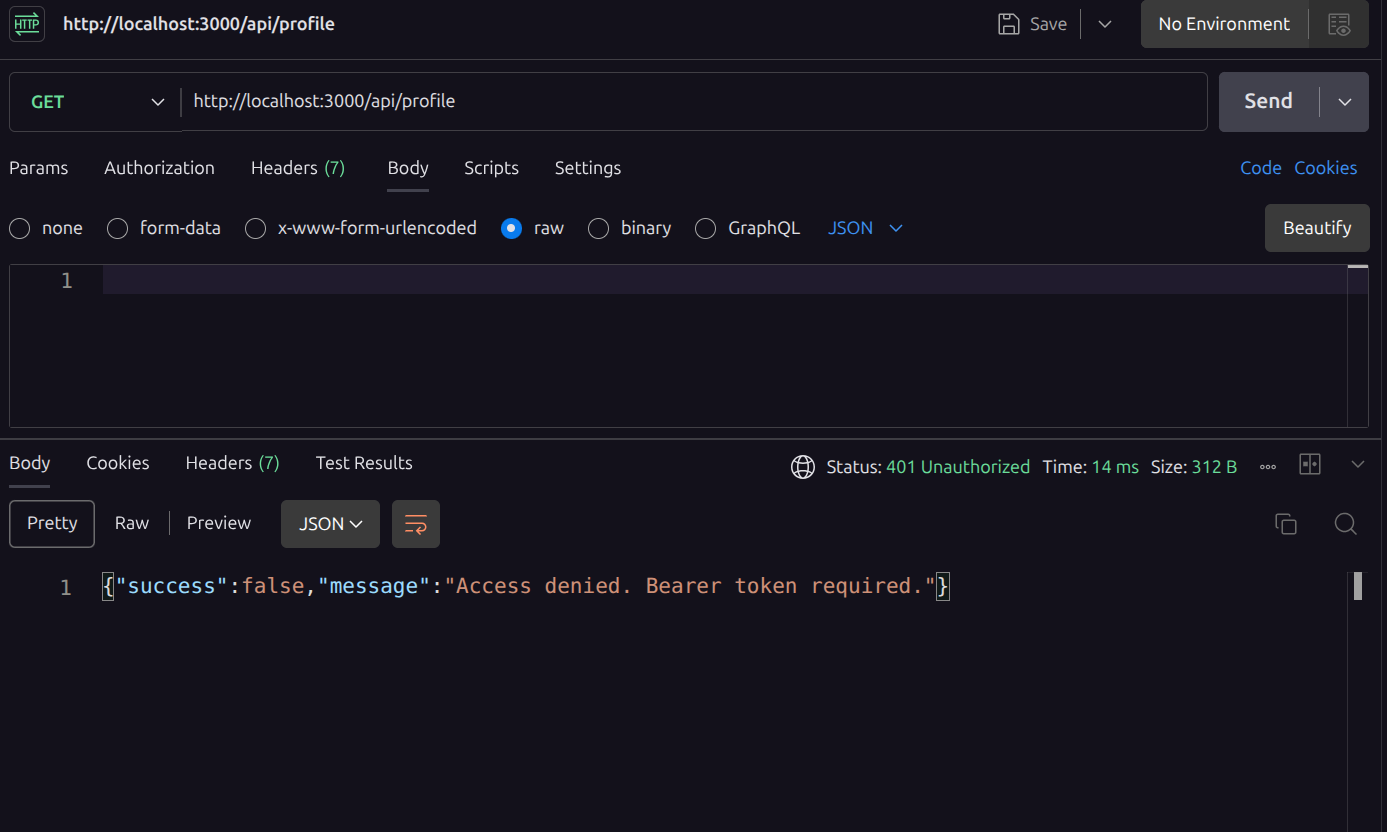 HTTP http://localhost:3000/api/profile Save No Environment
GET http://localhost:3000/api/profile Send
Params Authorization Headers (7) Body Scripts Settings Code Cookies
none form-data x-www-form-urlencoded raw binary GraphQL JSON Beautify
1
Body Cookies Headers (7) Test Results Status: 401 Unauthorized Time: 14 ms Size: 312 B
Pretty Raw Preview JSON
1 {"success":false,"message":"Access denied. Bearer token required."}